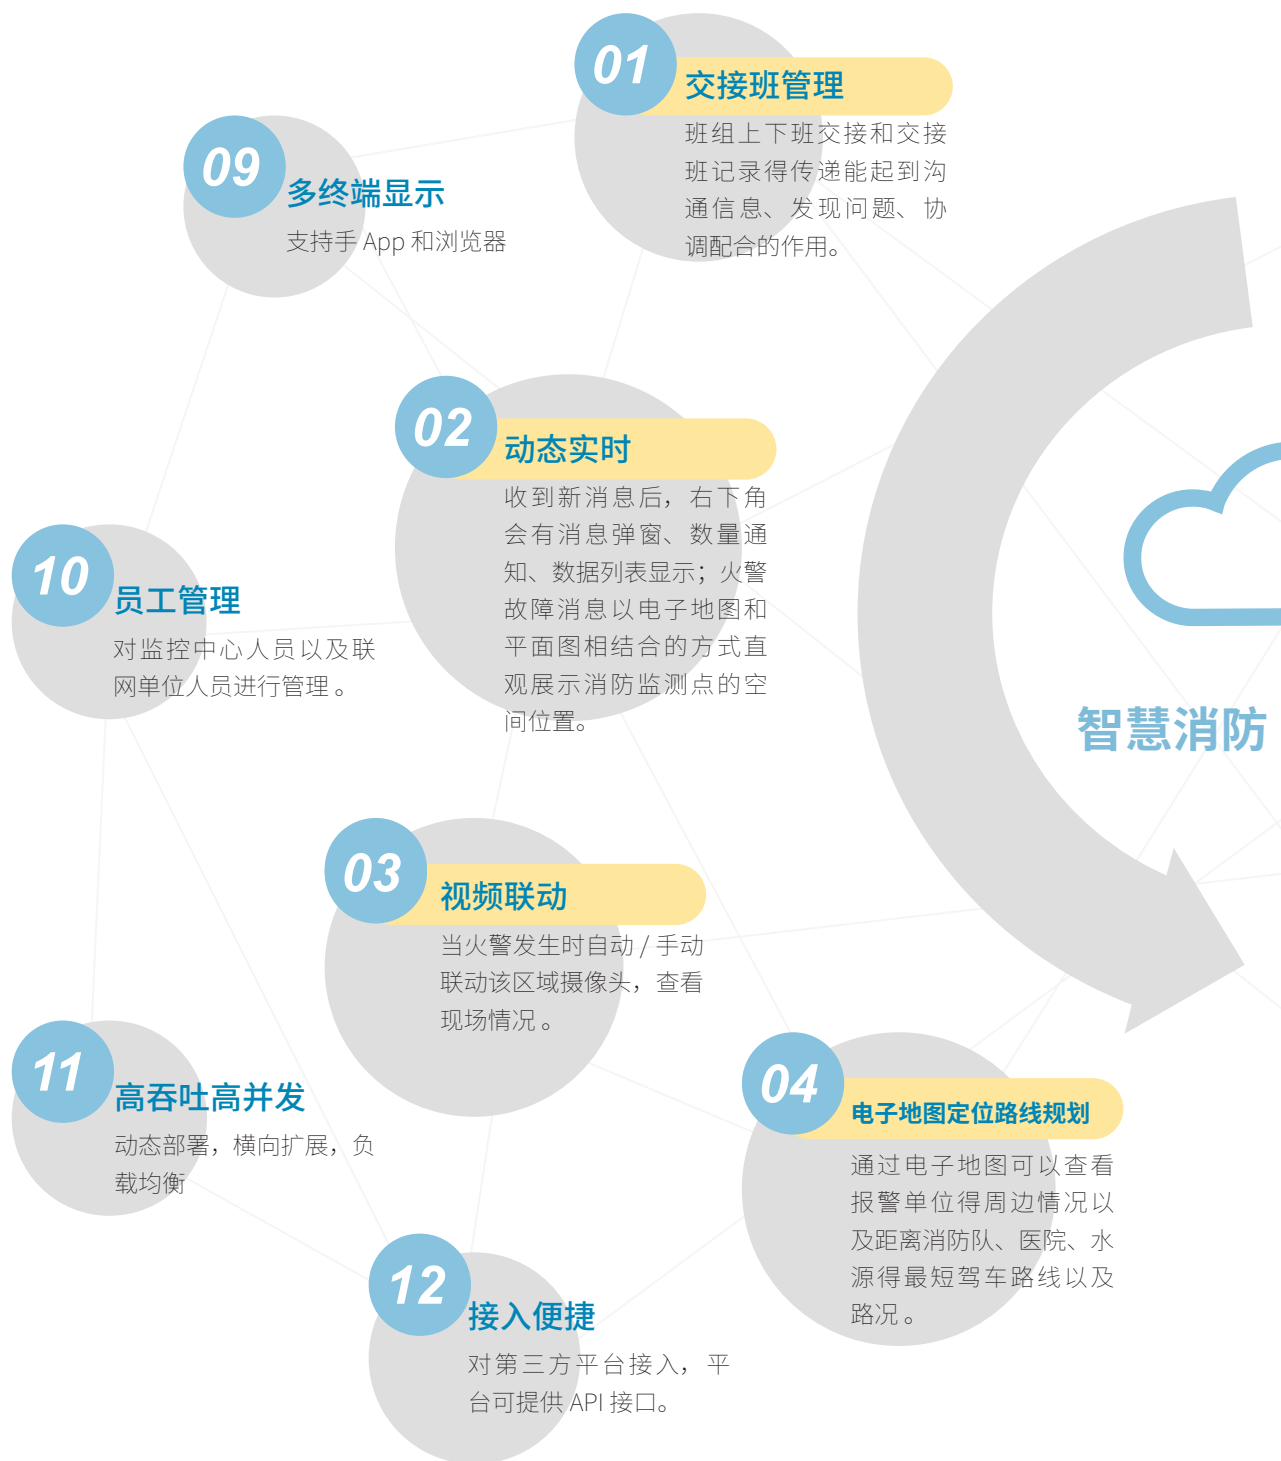 01
交接班管理
班组上下班交接和交接
班记录得传递能起到沟
通信息、发现问题、协
调配合的作用。
09
多终端显示
支持手 App 和浏览器
02
动态实时
收到新消息后，右下角
会有消息弹窗、数量通
知、数据列表显示；火警
故障消息以电子地图和
平面图相结合的方式直
观展示消防监测点的空
间位置。
10
员工管理
对监控中心人员以及联
网单位人员进行管理 。
智慧消防
03
视频联动
当火警发生时自动 / 手动
联动该区域摄像头，查看
现场情况 。
11
高吞吐高并发
动态部署，横向扩展，负
载均衡
04
电子地图定位路线规划
通过电子地图可以查看
报警单位得周边情况以
及距离消防队、医院、水
源得最短驾车路线以及
路况 。
12
接入便捷
对第三方平台接入，平
台可提供 API 接口。